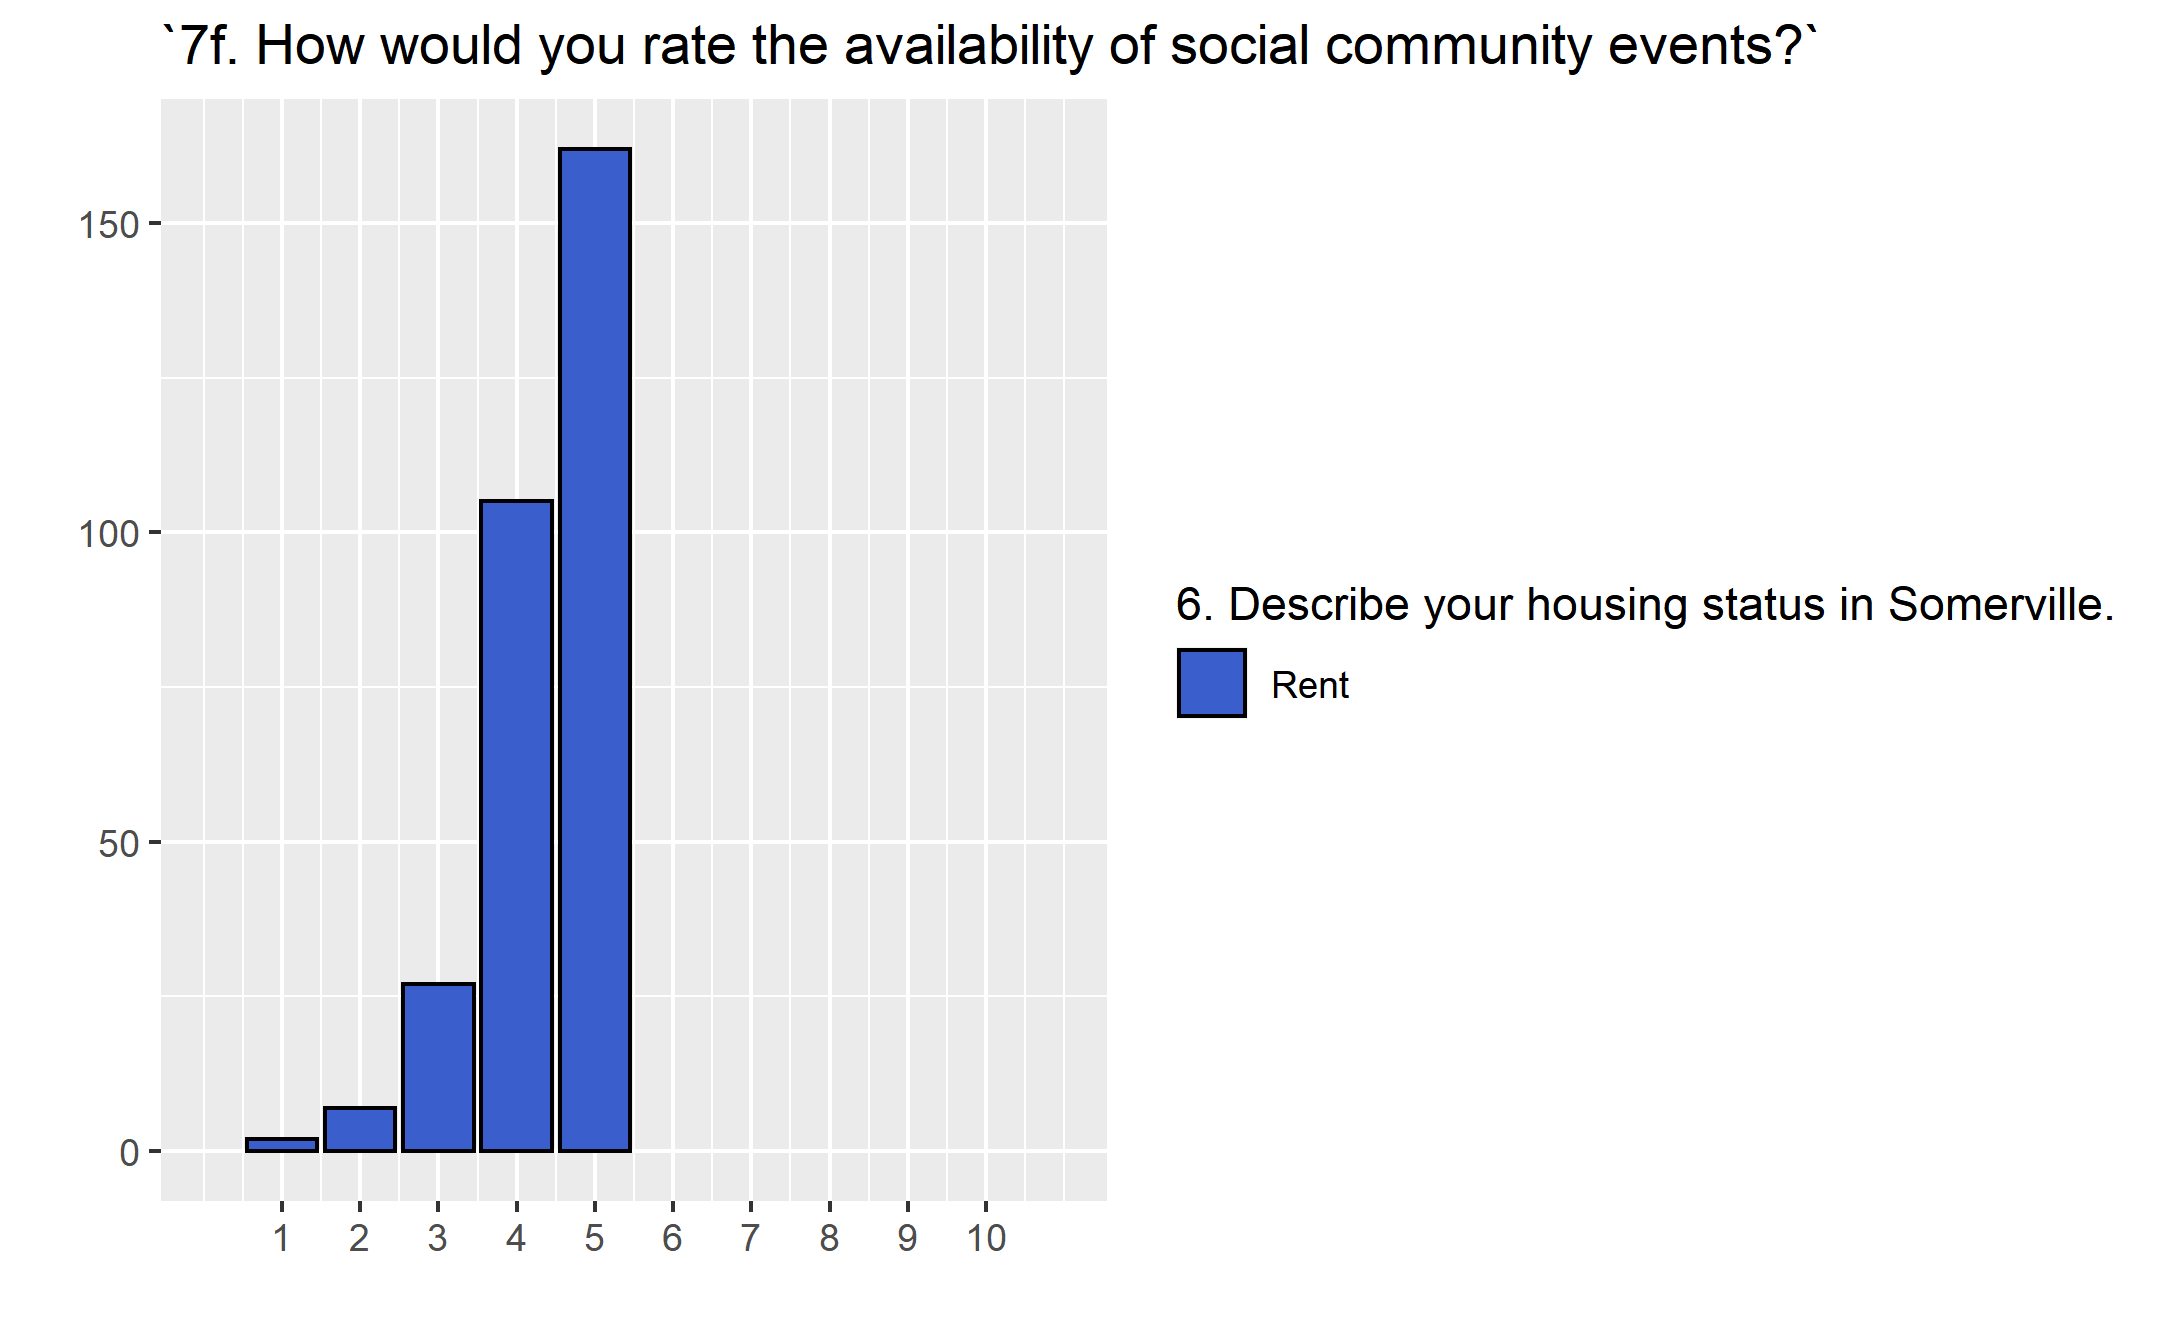 `7f. How would you rate the availability of social community events?`
150
100
50
0
1 2 3 4 5 6 7 8 9 10
6. Describe your housing status in Somerville.
Rent